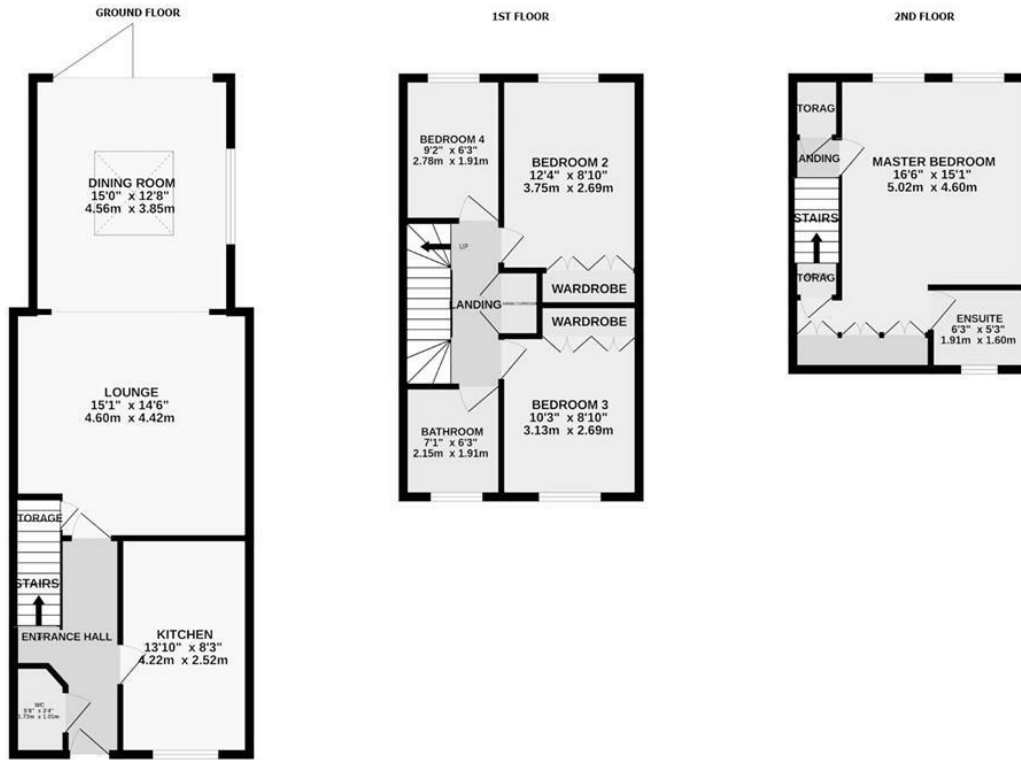 GROUND FLOOR
DINING ROOM
15'0" x 12'8"
4.56m x 3.85m
LOUNGE
15'1" x 14'6"
4.60m x 4.42m
STORAGE
STAIRS
ENTRANCE HALL
KITCHEN
13'10" x 8'3"
4.22m x 2.52m
WC
1ST FLOOR
BEDROOM 4
9'2" x 6'3"
2.78m x 1.91m
BEDROOM 2
12'4" x 8'10"
3.75m x 2.69m
UP
LANDING
WARDROBE
WARDROBE
BEDROOM 3
10'3" x 8'10"
3.13m x 2.69m
BATHROOM
7'1" x 6'3"
2.15m x 1.91m
2ND FLOOR
TORAG
LANDING
MASTER BEDROOM
16'6" x 15'1"
5.02m x 4.60m
STAIRS
TORAG
ENSUITE
6'3" x 5'3"
1.91m x 1.60m